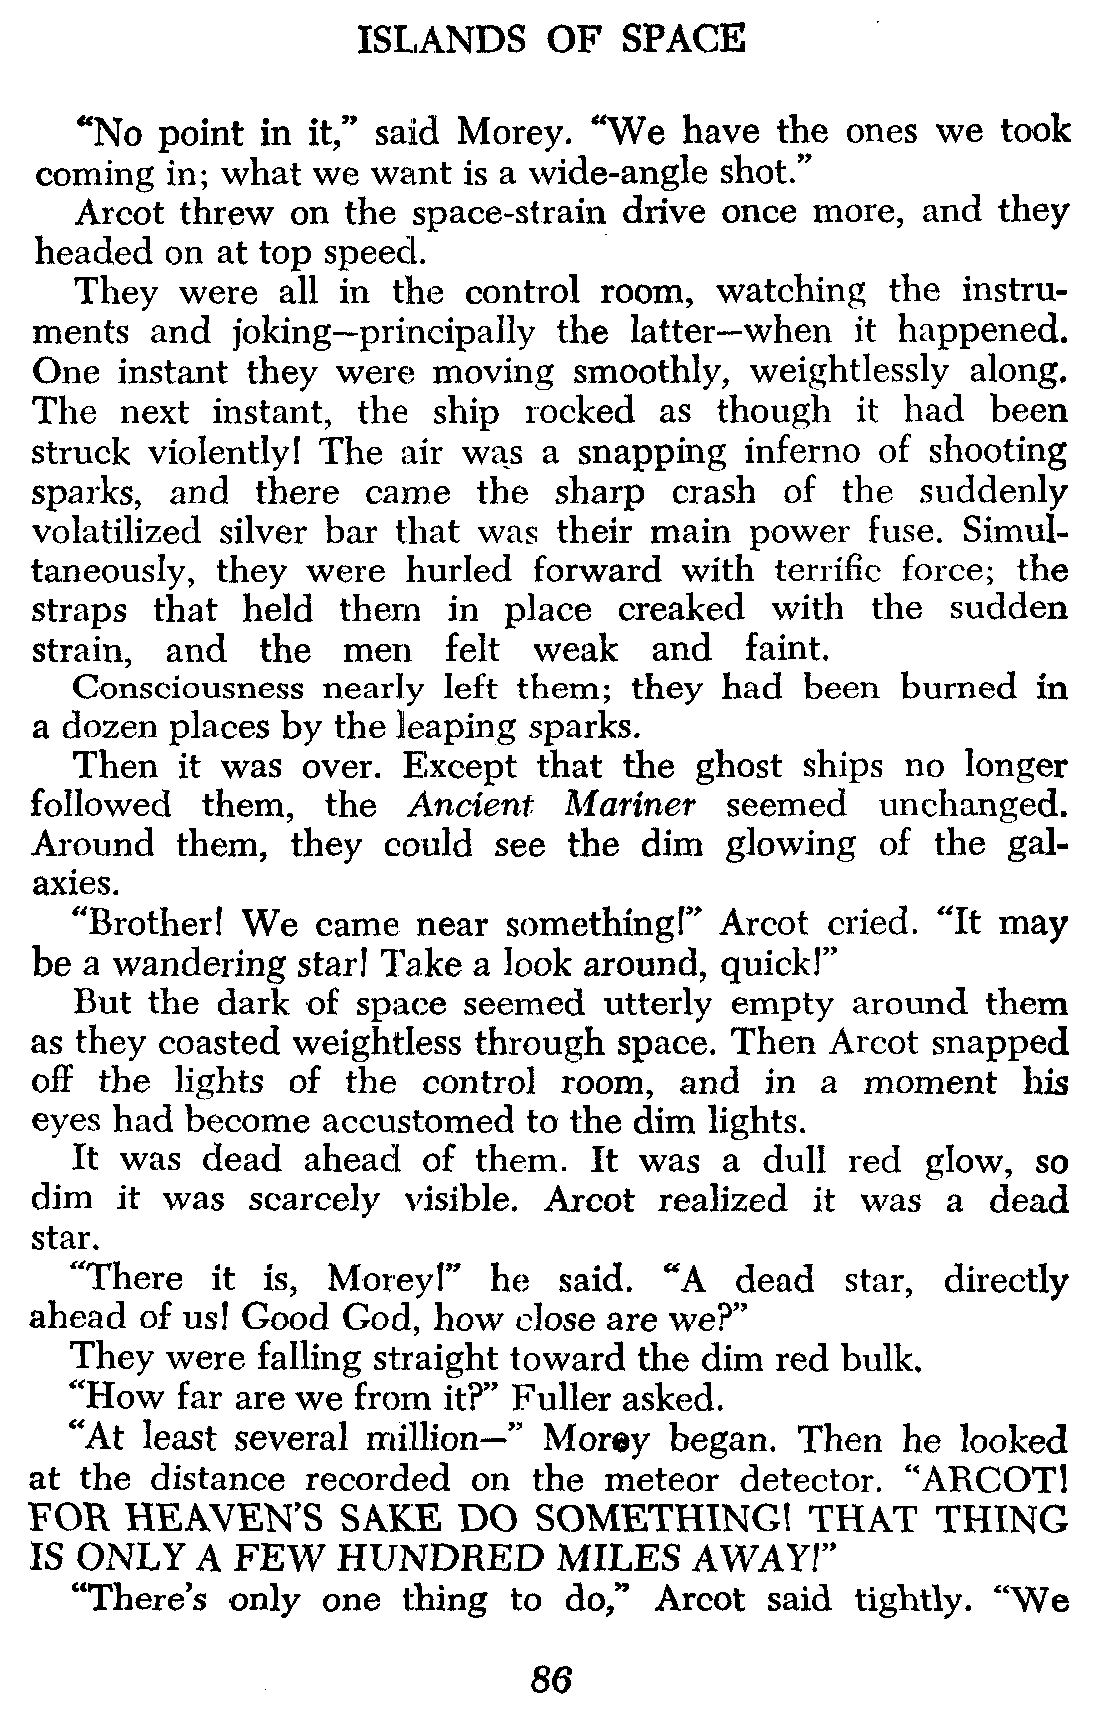 ISLANDS OF SPACE
“No point in it,” said Morey. “We have the ones we took
coming in; what we want is a wide-angle shot.”
Arcot threw on the space-strain drive once more, and they
headed on at top speed.
They were all in the control room, watching the instru-
ments and joking—principally the latter—when it happened.
One instant they were moving smoothly, weightlessly along.
The next instant, the ship rocked as though it had been
struck violently! The air was a snapping inferno of shooting
sparks, and there came the sharp crash of the suddenly
volatilized silver bar that was their main power fuse. Simul-
taneously, they were hurled forward with terrific force; the
straps that held them in place creaked with the sudden
strain, and the men felt weak and faint.
Consciousness nearly left them; they had been burned in
a dozen places by the leaping sparks.
Then it was over. Except that the ghost ships no longer
followed them, the Ancient Mariner seemed unchanged.
Around them, they could see the dim glowing of the gal-
axies.
“Brother! We came near something!” Arcot cried. “It may
be a wandering star! Take a look around, quick!”
But the dark of space seemed utterly empty around them
as they coasted weightless through space. Then Arcot snapped
off the lights of the control room, and in a moment his
eyes had become accustomed to the dim lights.
It was dead ahead of them. It was a dull red glow, so
dim it was scarcely visible. Arcot realized it was a dead
star.
“There it is, Morey!” he said. “A dead star, directly
ahead of us! Good God, how close are we?”
They were falling straight toward the dim red bulk.
“How far are we from it?” Fuller asked.
“At least several million—” Morey began. Then he looked
at the distance recorded on the meteor detector. “ARCOT!
FOR HEAVEN'S SAKE DO SOMETHING! THAT THING
IS ONLY A FEW HUNDRED MILES AWAY!”
“There's only one thing to do,” Arcot said tightly. “We
86